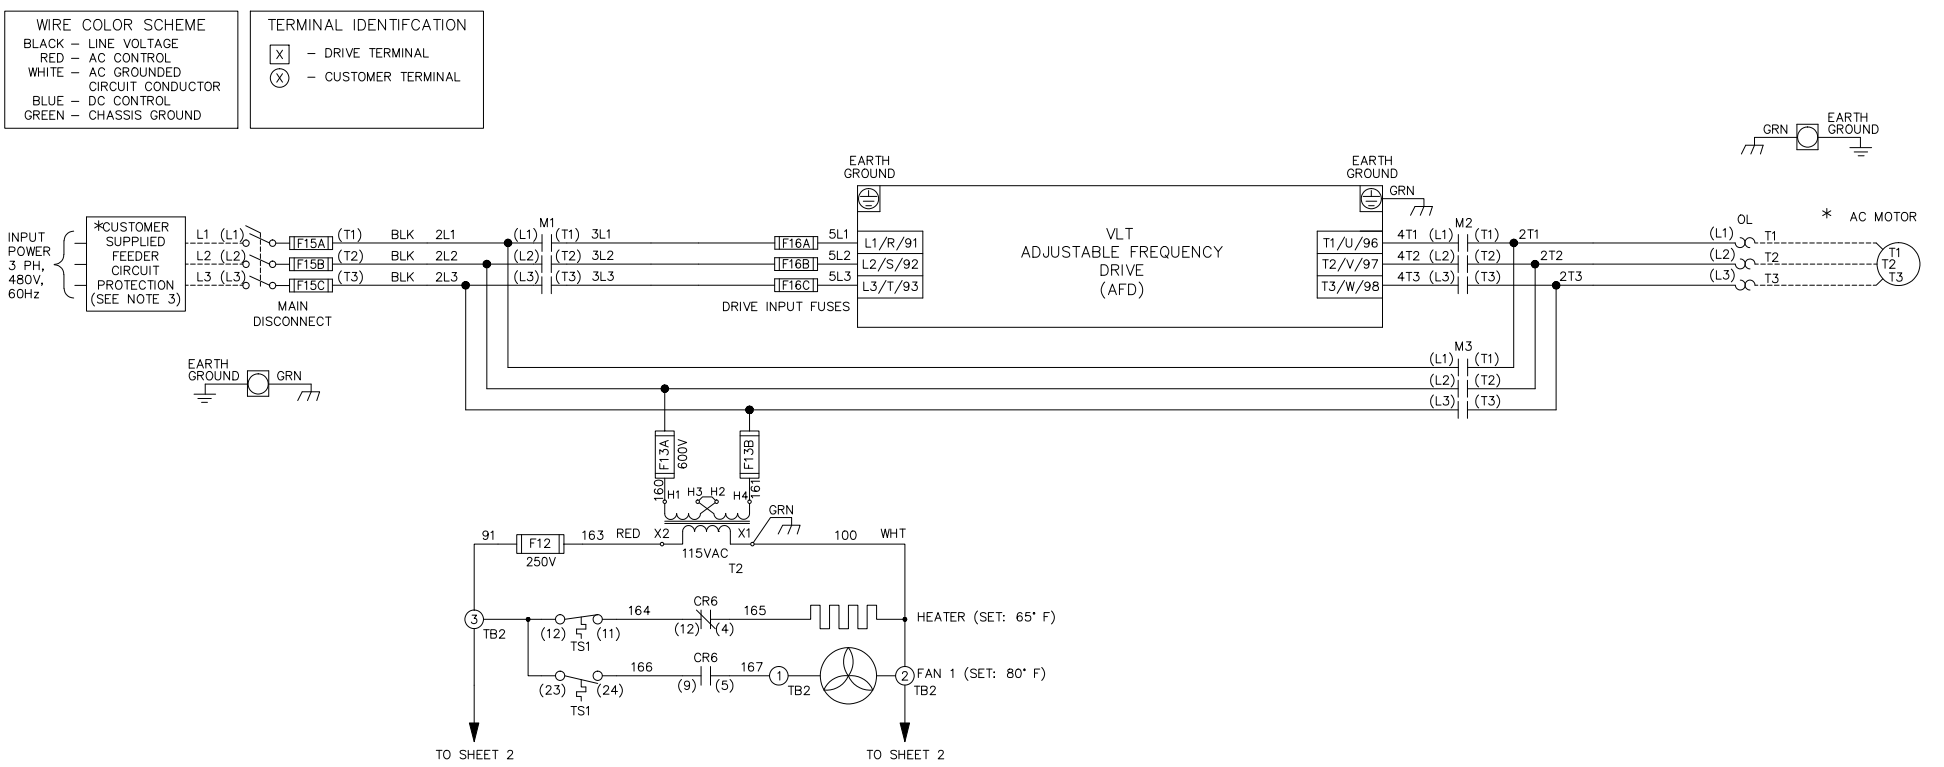 WIRE COLOR SCHEME
BLACK – LINE VOLTAGE
RED – AC CONTROL
WHITE – AC GROUNDED
CIRCUIT CONDUCTOR
BLUE – DC CONTROL
GREEN – CHASSIS GROUND
TERMINAL IDENTIFCATION
X – DRIVE TERMINAL
X – CUSTOMER TERMINAL
GRN
EARTH
GROUND
INPUT
POWER
3 PH,
480V,
60Hz
*CUSTOMER
SUPPLIED
FEEDER
CIRCUIT
PROTECTION
(SEE NOTE 3)
L1 (L1) F15A (T1) BLK 2L1
L2 (L2) F15B (T2) BLK 2L2
L3 (L3) F15C (T3) BLK 2L3
MAIN
DISCONNECT
M1
(L1) (T1) 3L1
(L2) (T2) 3L2
(L3) (T3) 3L3
F16A 5L1
F16B 5L2
F16C 5L3
DRIVE INPUT FUSES
EARTH
GROUND
L1/R/91
L2/S/92
L3/T/93
VLT
ADJUSTABLE FREQUENCY
DRIVE
(AFD)
EARTH
GROUND
GRN
T1/U/96
T2/V/97
T3/W/98
M2
4T1 (L1) (T1) 2T1
4T2 (L2) (T2) 2T2
4T3 (L3) (T3) 2T3
OL
(L1) T1
(L2) T2
(L3) T3
* AC MOTOR
T1
T2
T3
EARTH
GROUND
GRN
M3
(L1) (T1)
(L2) (T2)
(L3) (T3)
F13A
600V
F13B
160
161
H1 H3 H2 H4
GRN
91 F12 163 RED X2 X1 100 WHT
250V
115VAC
T2
3
TB2
(12) (11)
TS1
164
CR6
(12) (4)
165
HEATER (SET: 65° F)
(23) (24)
TS1
166
CR6
(9) (5)
167
1
TB2
2
TB2
FAN 1 (SET: 80° F)
TO SHEET 2
TO SHEET 2